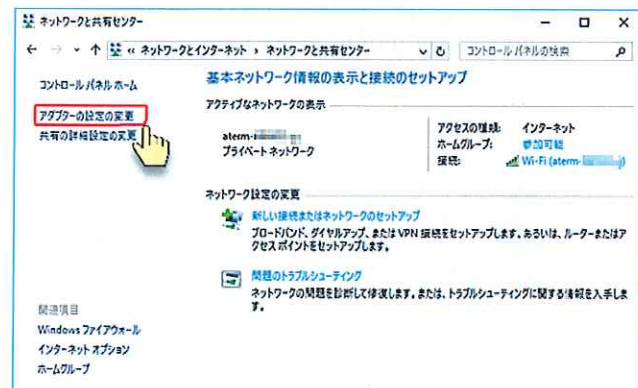 ネットワークと共有センター
« ネットワークとインターネット › ネットワークと共有センター
コントロール パネルの検索
コントロール パネル ホーム
アダプターの設定の変更
共有の詳細設定の変更
基本ネットワーク情報の表示と接続のセットアップ
アクティブなネットワークの表示
aterm-
プライベート ネットワーク
アクセスの種類: インターネット
ホームグループ: 参加可能
接続: Wi-Fi (aterm-
ネットワーク設定の変更
新しい接続またはネットワークのセットアップ
ブロードバンド、ダイヤルアップ、または VPN 接続をセットアップします。あるいは、ルーターまたはア
クセス ポイントをセットアップします。
問題のトラブルシューティング
ネットワークの問題を診断して修復します。または、トラブルシューティングに関する情報を入手しま
す。
関連項目
Windows ファイアウォール
インターネット オプション
ホームグループ